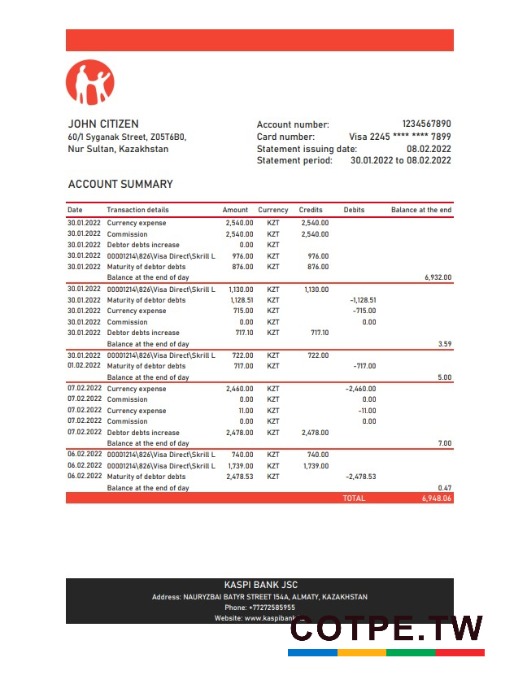 JOHN CITIZEN
60/1 Syganak Street, Z05T6B0,
Nur Sultan, Kazakhstan
Account number: 1234567890
Card number: Visa 2245 **** **** 7899
Statement issuing date: 08.02.2022
Statement period: 30.01.2022 to 08.02.2022
ACCOUNT SUMMARY
Date Transaction details Amount Currency Credits Debits Balance at the end
30.01.2022 Currency expense 2,540.00 KZT 2,540.00
30.01.2022 Commission 2,540.00 KZT 2,540.00
30.01.2022 Debtor debts increase 0.00 KZT
30.01.2022 00001214\826\Visa Direct\Skrill L 976.00 KZT 976.00
30.01.2022 Maturity of debtor debts 876.00 KZT 876.00
Balance at the end of day 6,932.00
30.01.2022 00001214\826\Visa Direct\Skrill L 1,130.00 KZT 1,130.00
30.01.2022 Maturity of debtor debts 1,128.51 KZT -1,128.51
30.01.2022 Currency expense 715.00 KZT -715.00
30.01.2022 Commission 0.00 KZT 0.00
30.01.2022 Debtor debts increase 717.10 KZT 717.10
Balance at the end of day 3.59
30.01.2022 00001214\826\Visa Direct\Skrill L 722.00 KZT 722.00
01.02.2022 Maturity of debtor debts 717.00 KZT -717.00
Balance at the end of day 5.00
07.02.2022 Currency expense 2,460.00 KZT -2,460.00
07.02.2022 Commission 0.00 KZT 0.00
07.02.2022 Currency expense 11.00 KZT -11.00
07.02.2022 Commission 0.00 KZT 0.00
07.02.2022 Debtor debts increase 2,478.00 KZT 2,478.00
Balance at the end of day 7.00
06.02.2022 00001214\826\Visa Direct\Skrill L 740.00 KZT 740.00
06.02.2022 00001214\826\Visa Direct\Skrill L 1,739.00 KZT 1,739.00
06.02.2022 Maturity of debtor debts 2,478.53 KZT -2,478.53
Balance at the end of day 0.47
TOTAL 6,948.06
KASPI BANK JSC
Address: NAURYZBAI BATYR STREET 154A, ALMATY, KAZAKHSTAN
Phone: +77272585955
Website: www.kaspibank
COTPE.TW